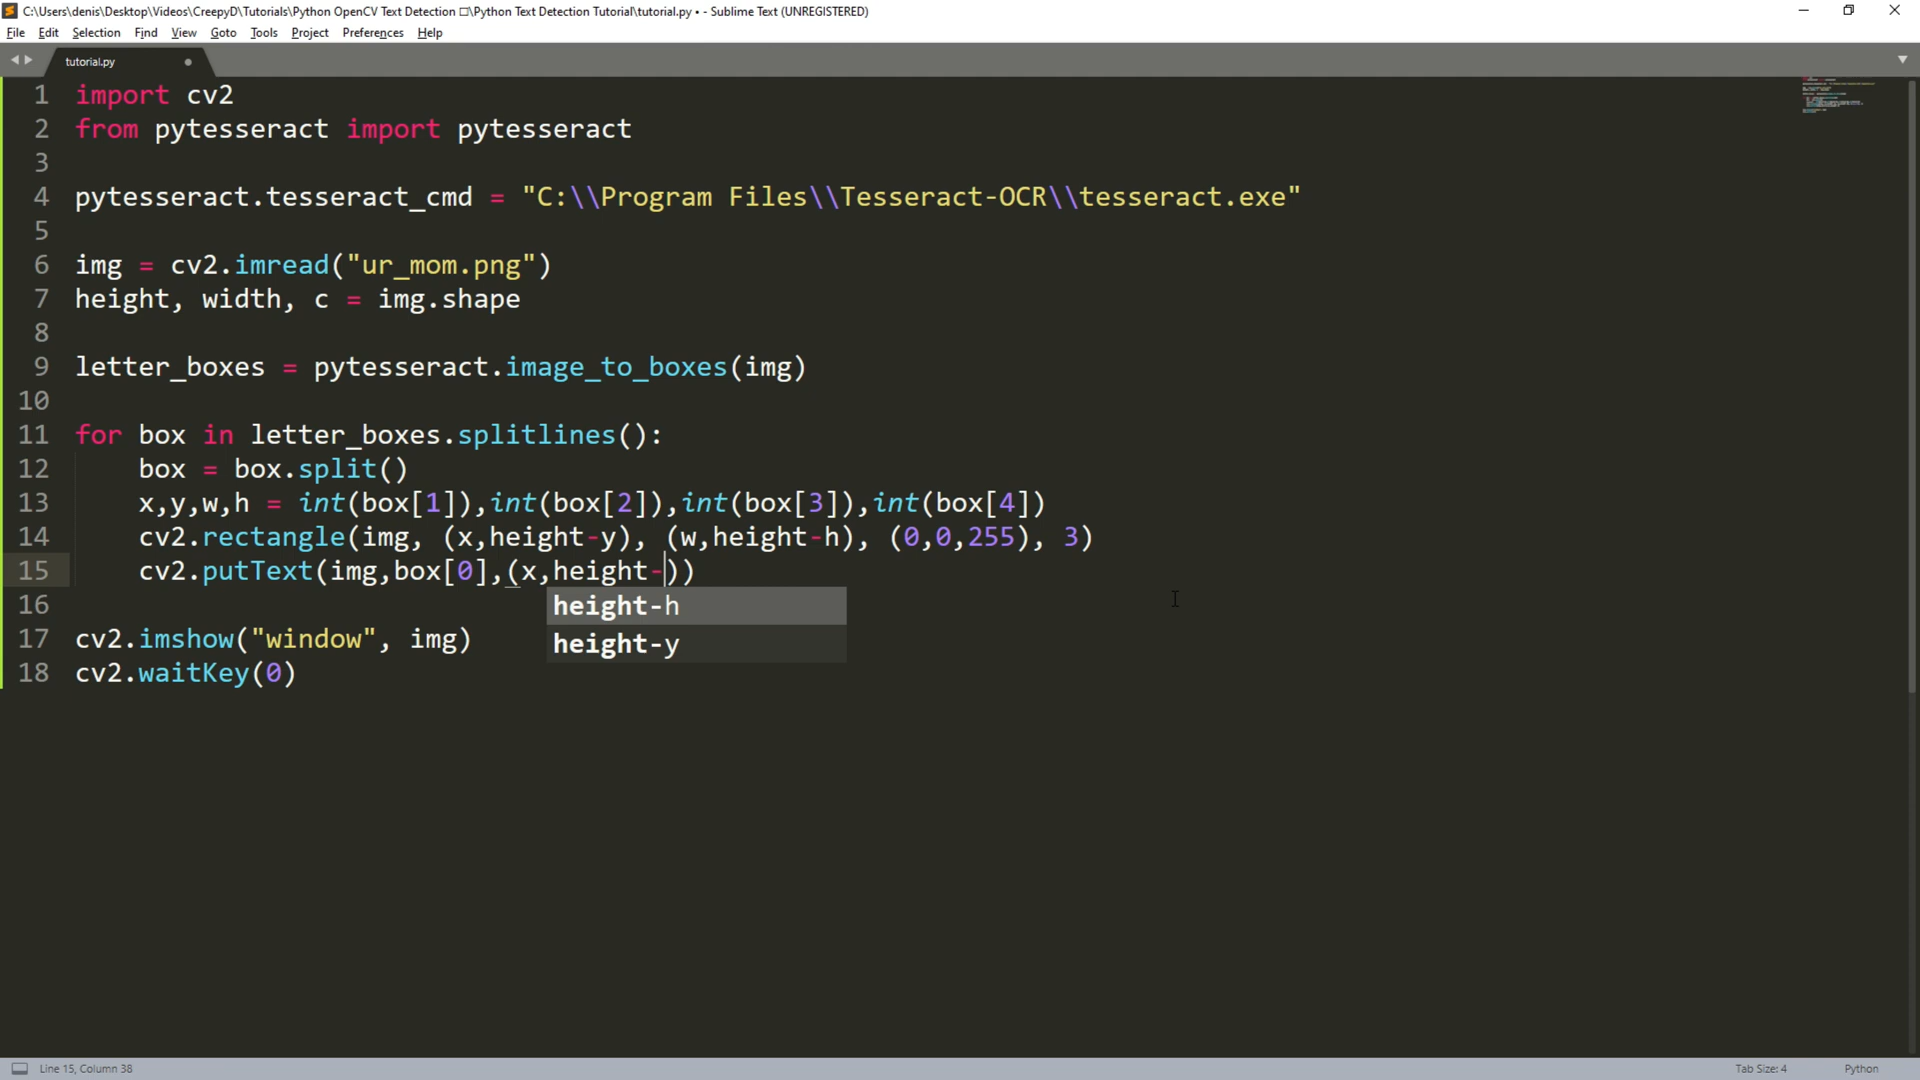 C:\Users\denis\Desktop\Videos\CreepyD\Tutorials\Python OpenCV Text Detection □\Python Text Detection Tutorial\tutorial.py • - Sublime Text (UNREGISTERED)
File Edit Selection Find View Goto Tools Project Preferences Help
tutorial.py
1 import cv2
2 from pytesseract import pytesseract
3
4 pytesseract.tesseract_cmd = "C:\\Program Files\\Tesseract-OCR\\tesseract.exe"
5
6 img = cv2.imread("ur_mom.png")
7 height, width, c = img.shape
8
9 letter_boxes = pytesseract.image_to_boxes(img)
10
11 for box in letter_boxes.splitlines():
12     box = box.split()
13     x,y,w,h = int(box[1]),int(box[2]),int(box[3]),int(box[4])
14     cv2.rectangle(img, (x,height-y), (w,height-h), (0,0,255), 3)
15     cv2.putText(img,box[0],(x,height-))
16 height-h
17 cv2.imshow("window", img) height-y
18 cv2.waitKey(0)
Line 15, Column 38 Tab Size: 4 Python